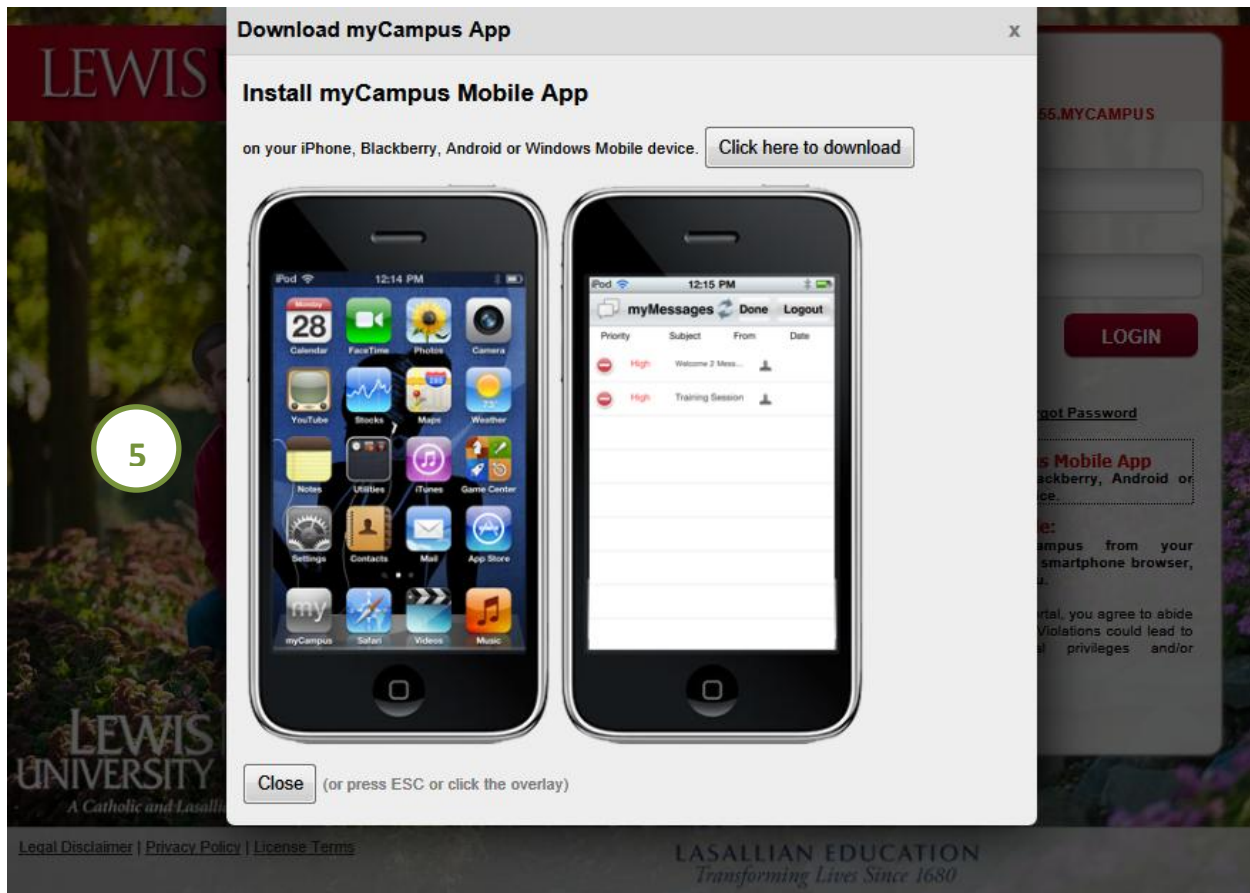 Download myCampus App x
LEWIS
Install myCampus Mobile App
55.MYCAMPUS
on your iPhone, Blackberry, Android or Windows Mobile device. Click here to download
iPod 12:14 PM
Monday
28
Calendar FaceTime Photos Camera
YouTube Stocks Maps Weather
Notes Utilities iTunes Game Center
Settings Contacts Mail App Store
my
myCampus Safari Videos Music
iPod 12:15 PM
myMessages Done Logout
Priority Subject From Date
High Welcome 2 Mess...
High Training Session
LOGIN
got Password
5
s Mobile App
ackberry, Android or
ce.
e:
ampus from your
smartphone browser,
u.
rtal, you agree to abide
Violations could lead to
al privileges and/or
LEWIS
UNIVERSITY
A Catholic and Lasalli
Close (or press ESC or click the overlay)
Legal Disclaimer | Privacy Policy | License Terms
LASALLIAN EDUCATION
Transforming Lives Since 1680